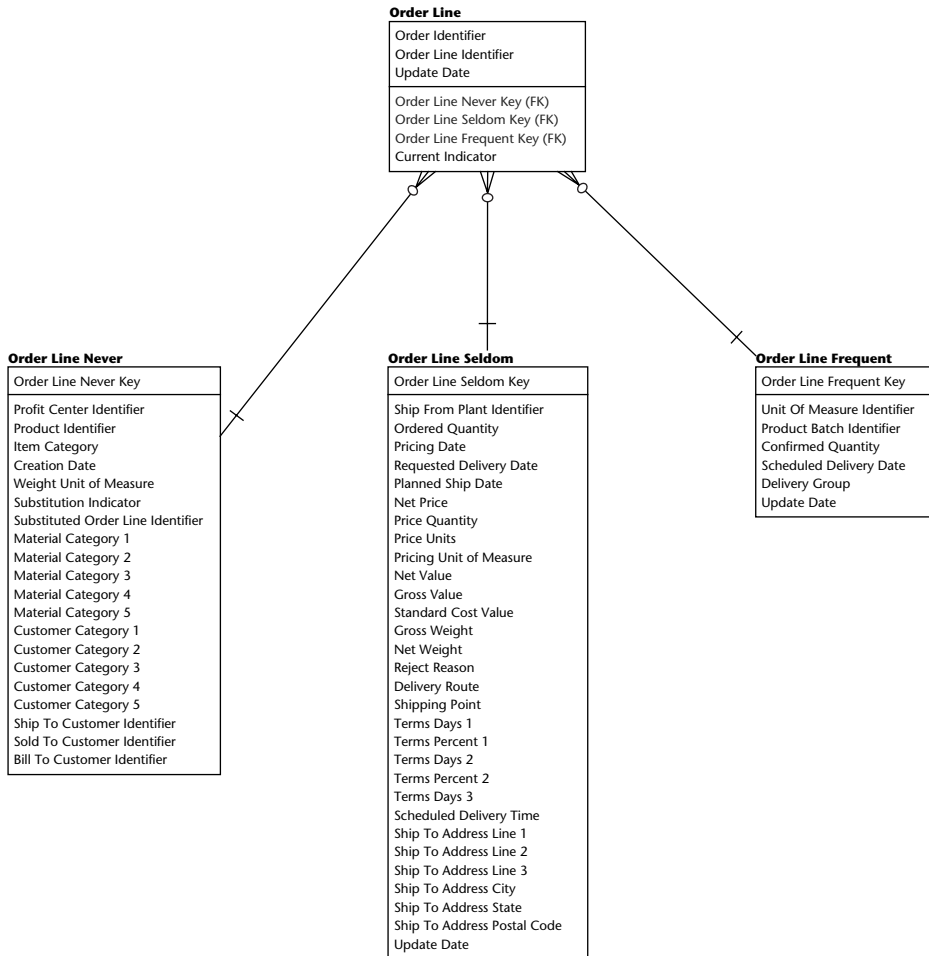 Order Line
Order Identifier
Order Line Identifier
Update Date
Order Line Never Key (FK)
Order Line Seldom Key (FK)
Order Line Frequent Key (FK)
Current Indicator
Order Line Never
Order Line Never Key
Profit Center Identifier
Product Identifier
Item Category
Creation Date
Weight Unit of Measure
Substitution Indicator
Substituted Order Line Identifier
Material Category 1
Material Category 2
Material Category 3
Material Category 4
Material Category 5
Customer Category 1
Customer Category 2
Customer Category 3
Customer Category 4
Customer Category 5
Ship To Customer Identifier
Sold To Customer Identifier
Bill To Customer Identifier
Order Line Seldom
Order Line Seldom Key
Ship From Plant Identifier
Ordered Quantity
Pricing Date
Requested Delivery Date
Planned Ship Date
Net Price
Price Quantity
Price Units
Pricing Unit of Measure
Net Value
Gross Value
Standard Cost Value
Gross Weight
Net Weight
Reject Reason
Delivery Route
Shipping Point
Terms Days 1
Terms Percent 1
Terms Days 2
Terms Percent 2
Terms Days 3
Scheduled Delivery Time
Ship To Address Line 1
Ship To Address Line 2
Ship To Address Line 3
Ship To Address City
Ship To Address State
Ship To Address Postal Code
Update Date
Order Line Frequent
Order Line Frequent Key
Unit Of Measure Identifier
Product Batch Identifier
Confirmed Quantity
Scheduled Delivery Date
Delivery Group
Update Date